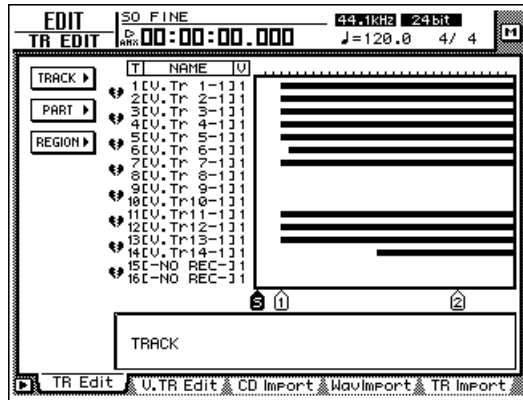 EDIT
TR EDIT
SO FINE
44.1kHz 24bit
00:00:00.000
♩=120.0 4/ 4
M
TRACK
PART
REGION
T NAME V
1[V.Tr 1-1]1
2[V.Tr 2-1]1
3[V.Tr 3-1]1
4[V.Tr 4-1]1
5[V.Tr 5-1]1
6[V.Tr 6-1]1
7[V.Tr 7-1]1
8[V.Tr 8-1]1
9[V.Tr 9-1]1
10[V.Tr10-1]1
11[V.Tr11-1]1
12[V.Tr12-1]1
13[V.Tr13-1]1
14[V.Tr14-1]1
15[-NO REC-]1
16[-NO REC-]1
S 1 2
TRACK
TR Edit V.TR Edit CD Import WavImport TR Import